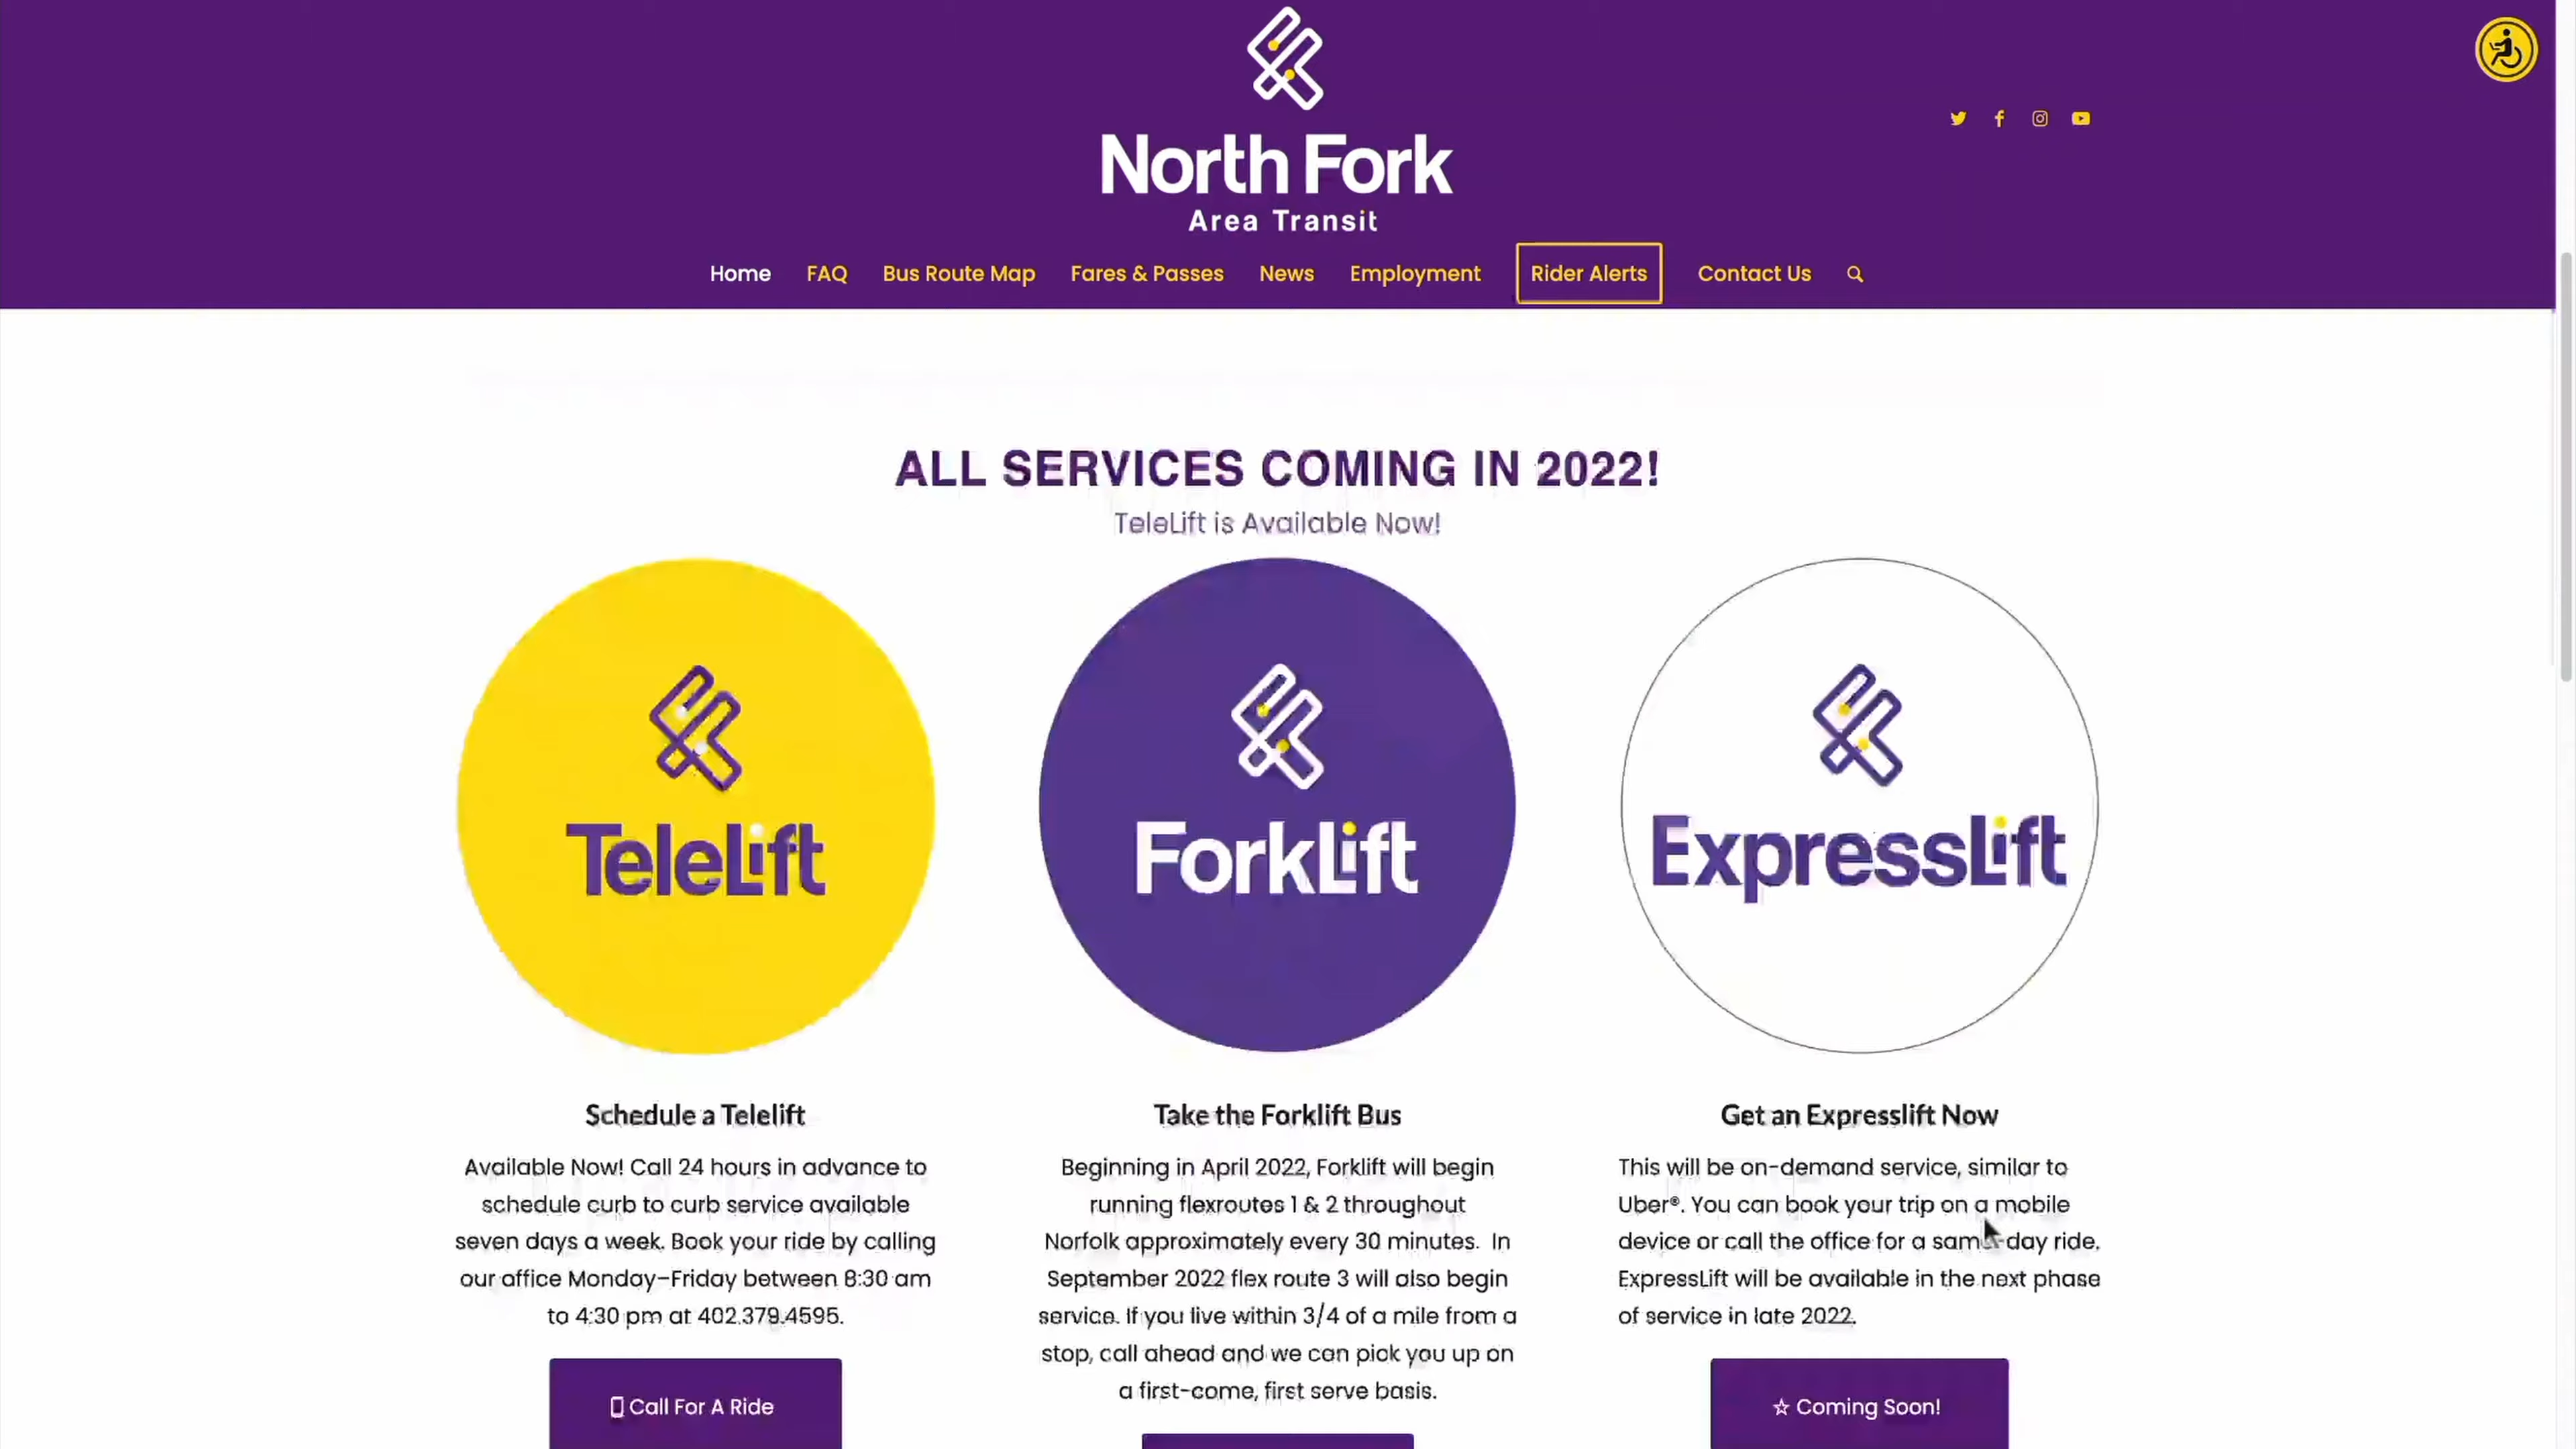 North Fork
Area Transit
Home FAQ Bus Route Map Fares & Passes News Employment Rider Alerts Contact Us
ALL SERVICES COMING IN 2022!
TeleLift is Available Now!
TeleLift
ForkLift
ExpressLift
Schedule a Telelift
Available Now! Call 24 hours in advance to
schedule curb to curb service available
seven days a week. Book your ride by calling
our office Monday–Friday between 8:30 am
to 4:30 pm at 402.379.4595.
Call For A Ride
Take the Forklift Bus
Beginning in April 2022, Forklift will begin
running flexroutes 1 & 2 throughout
Norfolk approximately every 30 minutes. In
September 2022 flex route 3 will also begin
service. If you live within 3/4 of a mile from a
stop, call ahead and we can pick you up on
a first-come, first serve basis.
Get an Expresslift Now
This will be on-demand service, similar to
Uber®. You can book your trip on a mobile
device or call the office for a same-day ride.
ExpressLift will be available in the next phase
of service in late 2022.
Coming Soon!